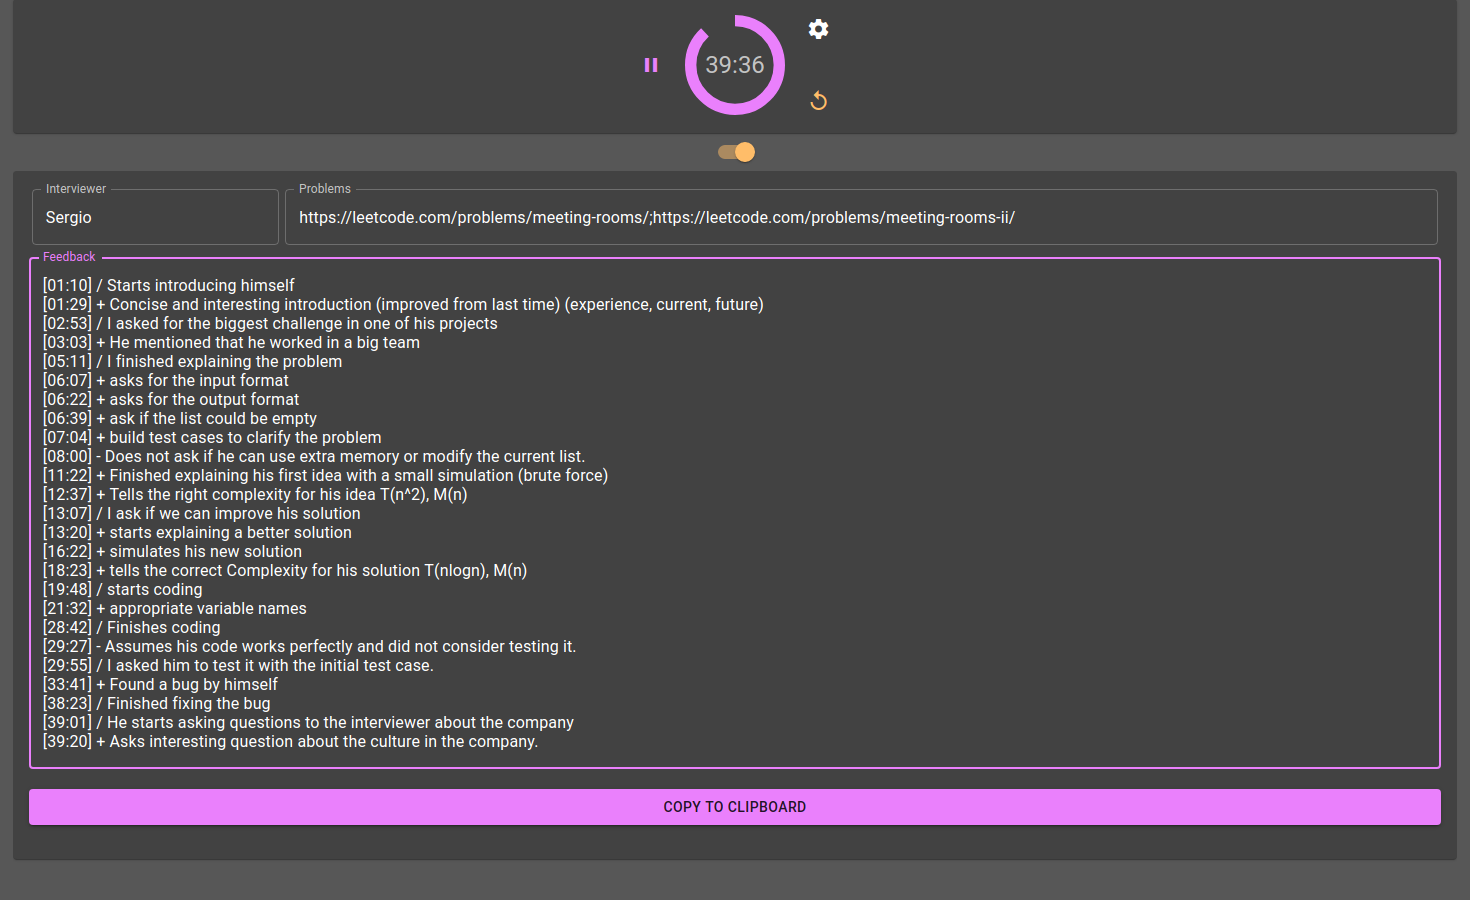 39:36
Interviewer
Sergio
Problems
https://leetcode.com/problems/meeting-rooms/;https://leetcode.com/problems/meeting-rooms-ii/
Feedback
[01:10] / Starts introducing himself
[01:29] + Concise and interesting introduction (improved from last time) (experience, current, future)
[02:53] / I asked for the biggest challenge in one of his projects
[03:03] + He mentioned that he worked in a big team
[05:11] / I finished explaining the problem
[06:07] + asks for the input format
[06:22] + asks for the output format
[06:39] + ask if the list could be empty
[07:04] + build test cases to clarify the problem
[08:00] - Does not ask if he can use extra memory or modify the current list.
[11:22] + Finished explaining his first idea with a small simulation (brute force)
[12:37] + Tells the right complexity for his idea T(n^2), M(n)
[13:07] / I ask if we can improve his solution
[13:20] + starts explaining a better solution
[16:22] + simulates his new solution
[18:23] + tells the correct Complexity for his solution T(nlogn), M(n)
[19:48] / starts coding
[21:32] + appropriate variable names
[28:42] / Finishes coding
[29:27] - Assumes his code works perfectly and did not consider testing it.
[29:55] / I asked him to test it with the initial test case.
[33:41] + Found a bug by himself
[38:23] / Finished fixing the bug
[39:01] / He starts asking questions to the interviewer about the company
[39:20] + Asks interesting question about the culture in the company.
COPY TO CLIPBOARD